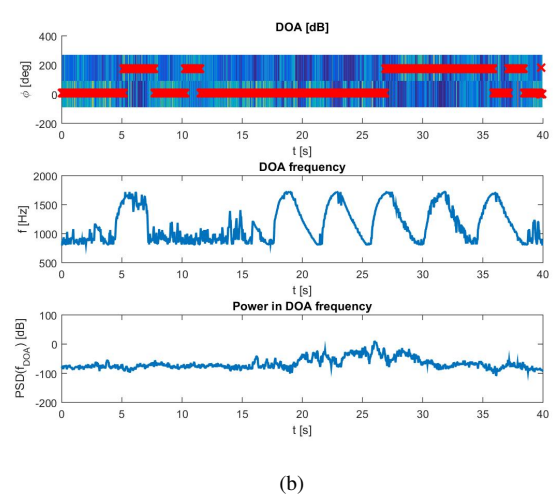 DOA [dB]
400
200
0
-200
ϕ [deg]
0 5 10 15 20 25 30 35 40
t [s]
DOA frequency
2000
1500
1000
500
f [Hz]
0 5 10 15 20 25 30 35 40
t [s]
Power in DOA frequency
100
0
-100
-200
PSD(f_DOA) [dB]
0 5 10 15 20 25 30 35 40
t [s]
(b)